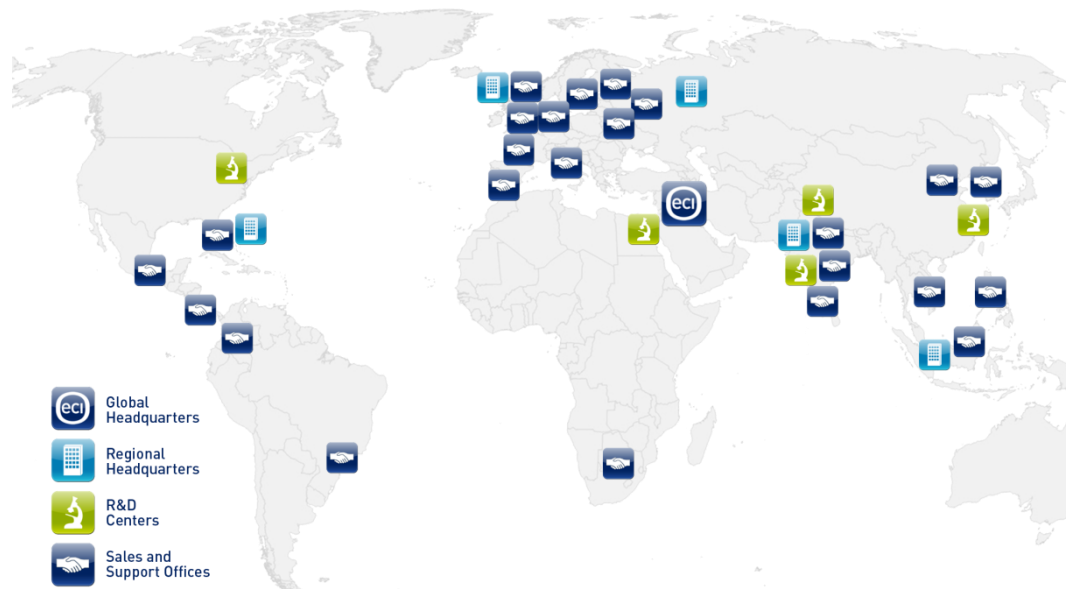 eci
eci
Global
Headquarters
Regional
Headquarters
R&D
Centers
Sales and
Support Offices